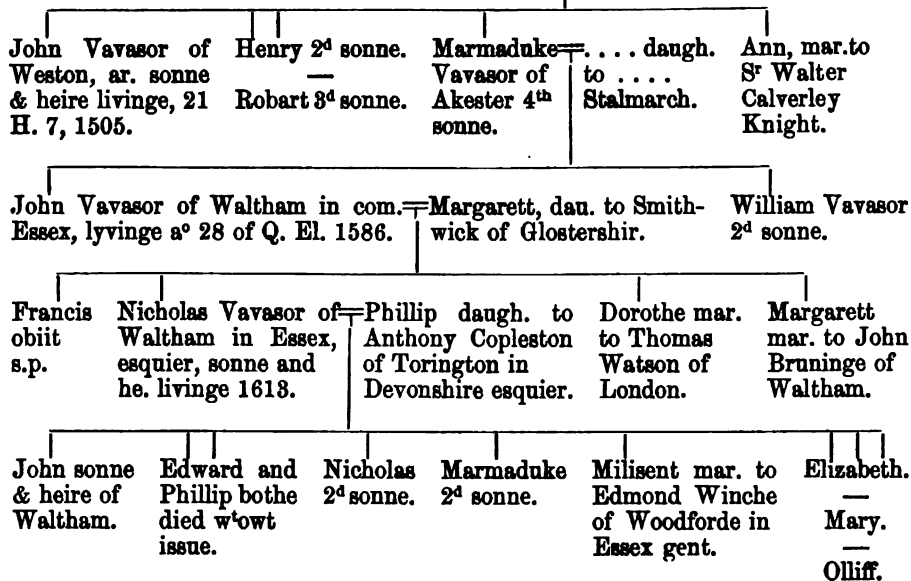 John Vavasor of
Weston, ar. sonne
& heire livinge, 21
H. 7, 1505.
Henry 2d sonne.
—
Robart 3d sonne.
Marmaduke
Vavasor of
Akester 4th
sonne.
. . . . daugh.
to . . . .
Stalmarch.
Ann, mar.to
Sr Walter
Calverley
Knight.
John Vavasor of Waltham in com.
Essex, lyvinge ao 28 of Q. El. 1586.
Margarett, dau. to Smith-
wick of Glostershir.
William Vavasor
2d sonne.
Francis
obiit
s.p.
Nicholas Vavasor of
Waltham in Essex,
esquier, sonne and
he. livinge 1613.
Phillip daugh. to
Anthony Copleston
of Torington in
Devonshire esquier.
Dorothe mar.
to Thomas
Watson of
London.
Margarett
mar. to John
Bruninge of
Waltham.
John sonne
& heire of
Waltham.
Edward and
Phillip bothe
died wtowt
issue.
Nicholas
2d sonne.
Marmaduke
2d sonne.
Milisent mar. to
Edmond Winche
of Woodforde in
Essex gent.
Elizabeth.
—
Mary.
—
Olliff.